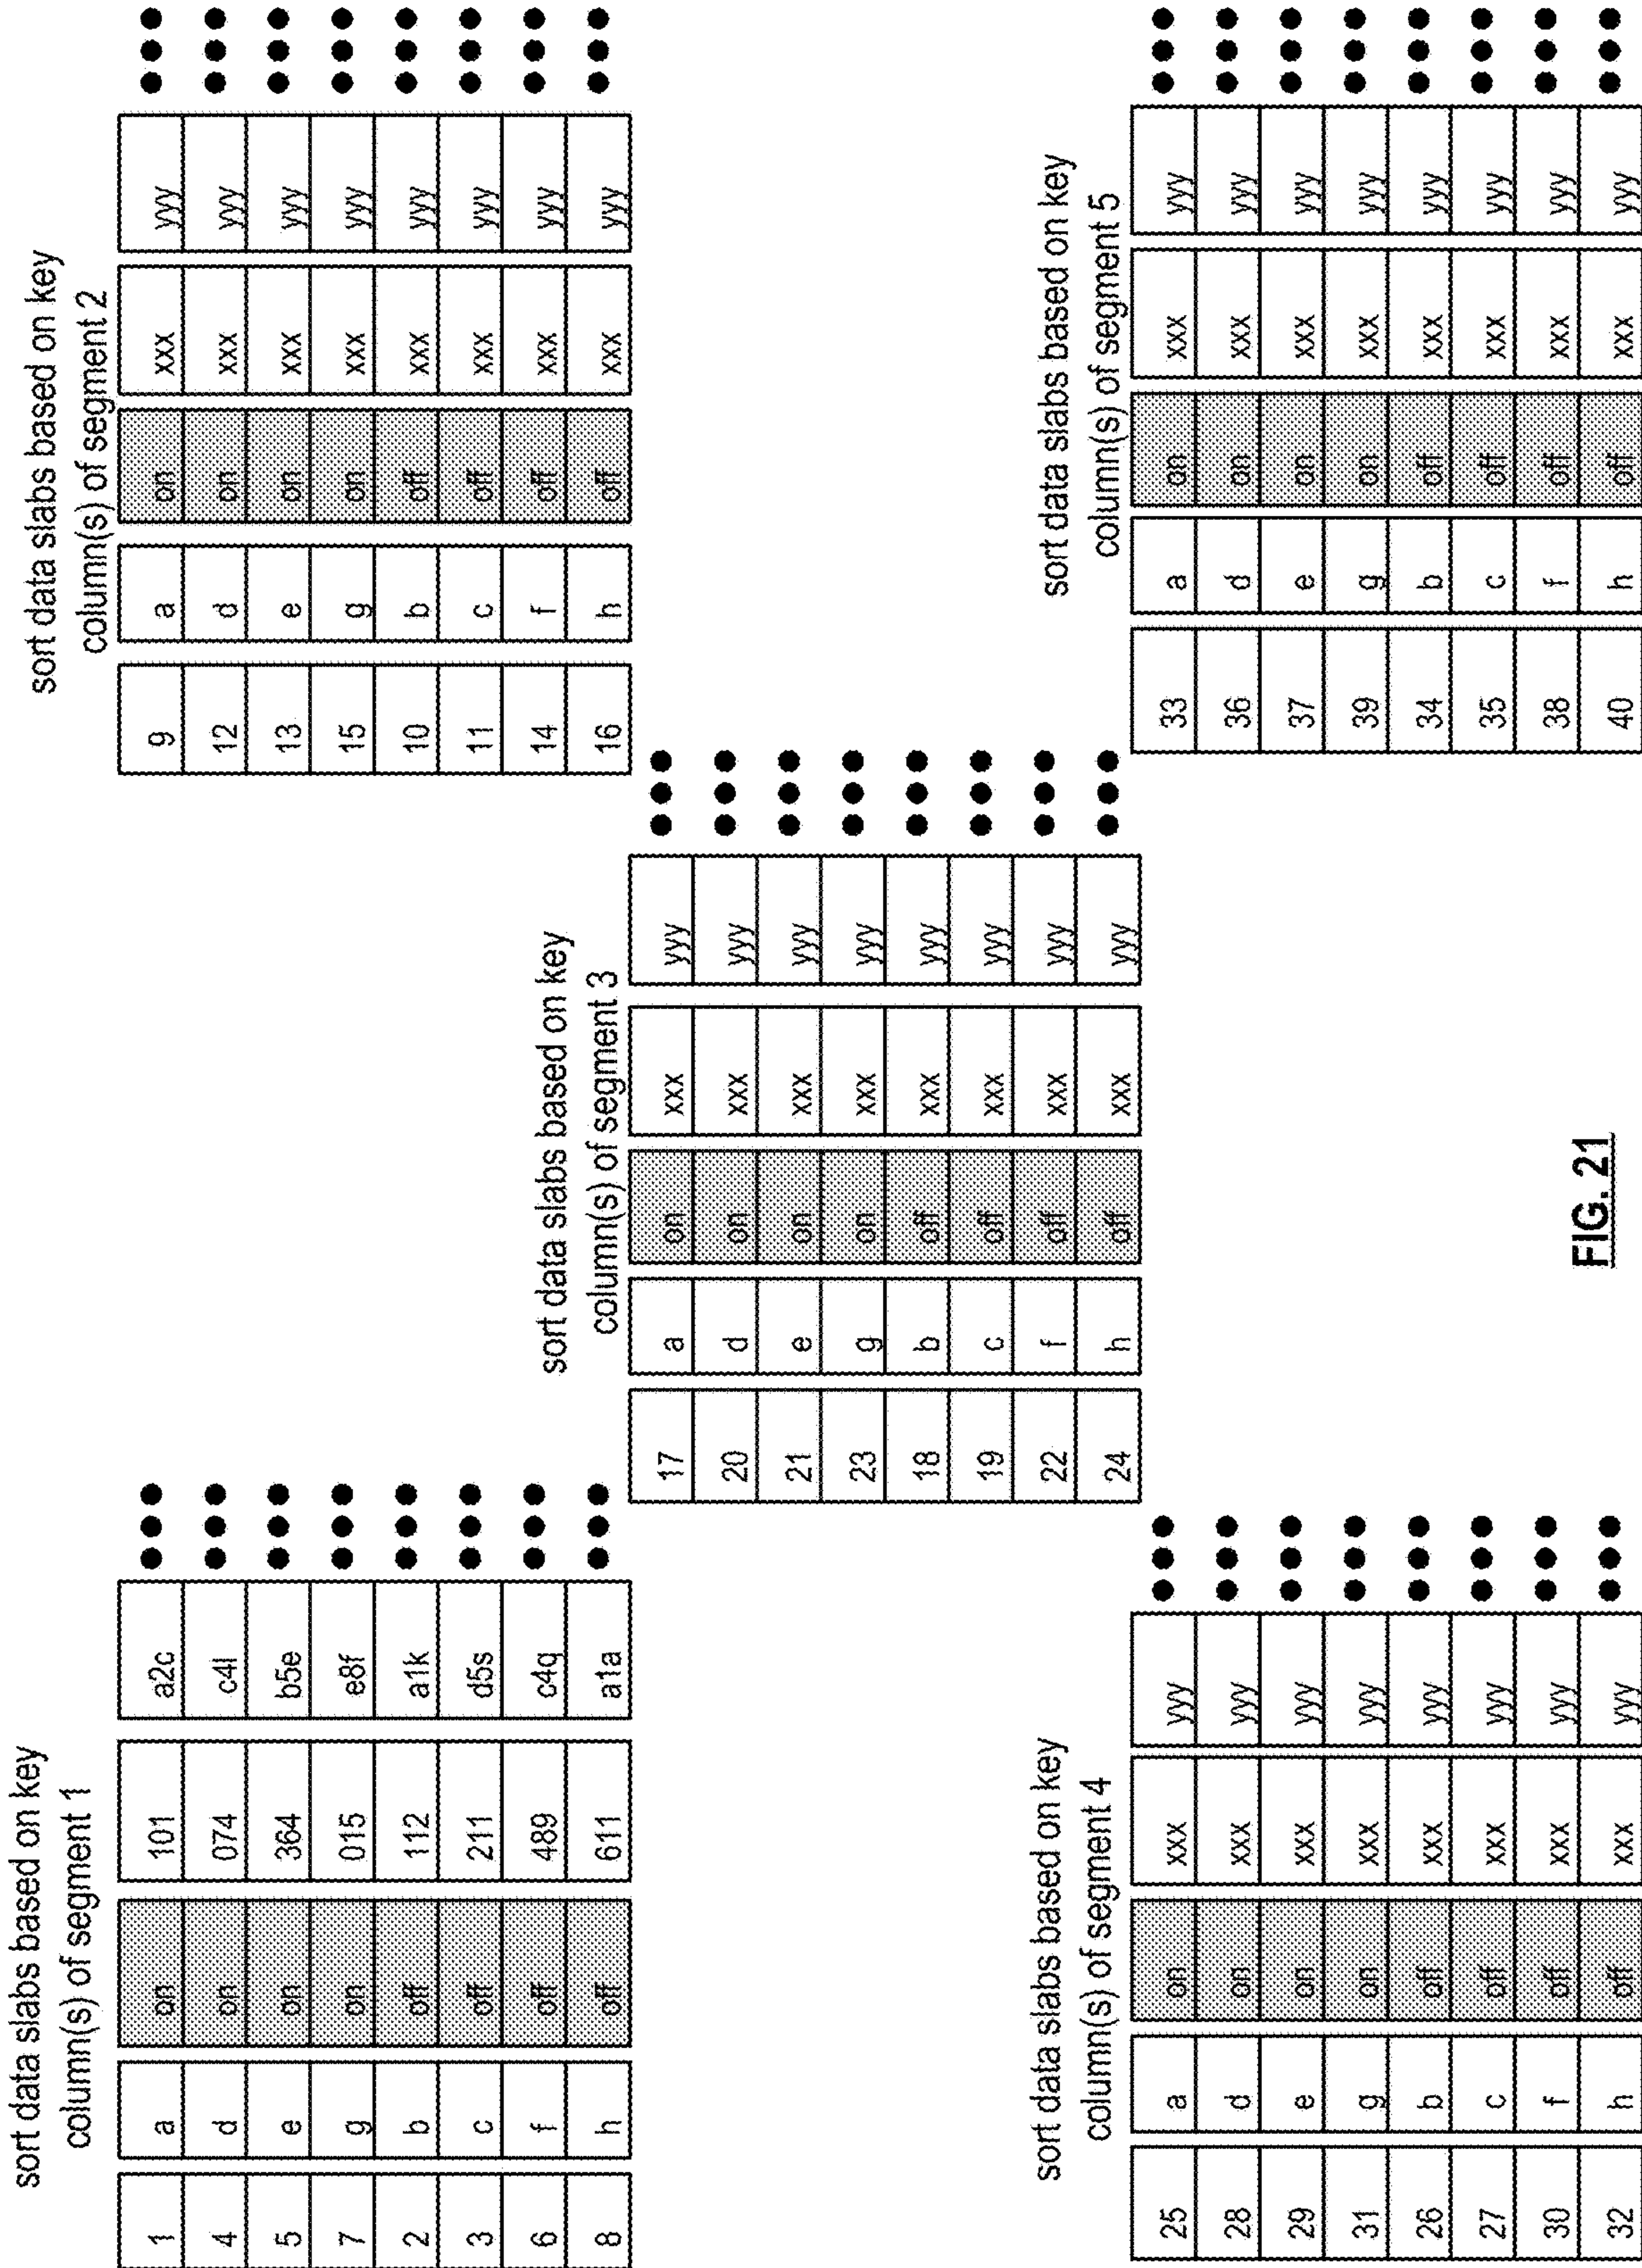 sort data slabs based on key
column(s) of segment 1
1 a on 101 a2c
4 d on 074 c4l
5 e on 364 b5e
7 g on 015 e8f
2 b off 112 a1k
3 c off 211 d5s
6 f off 489 c4q
8 h off 611 a1a
sort data slabs based on key
column(s) of segment 2
9 a on xxx yyy
12 d on xxx yyy
13 e on xxx yyy
15 g on xxx yyy
10 b off xxx yyy
11 c off xxx yyy
14 f off xxx yyy
16 h off xxx yyy
sort data slabs based on key
column(s) of segment 3
17 a on xxx yyy
20 d on xxx yyy
21 e on xxx yyy
23 g on xxx yyy
18 b off xxx yyy
19 c off xxx yyy
22 f off xxx yyy
24 h off xxx yyy
sort data slabs based on key
column(s) of segment 4
25 a on xxx yyy
28 d on xxx yyy
29 e on xxx yyy
31 g on xxx yyy
26 b off xxx yyy
27 c off xxx yyy
30 f off xxx yyy
32 h off xxx yyy
sort data slabs based on key
column(s) of segment 5
33 a on xxx yyy
36 d on xxx yyy
37 e on xxx yyy
39 g on xxx yyy
34 b off xxx yyy
35 c off xxx yyy
38 f off xxx yyy
40 h off xxx yyy
FIG. 21